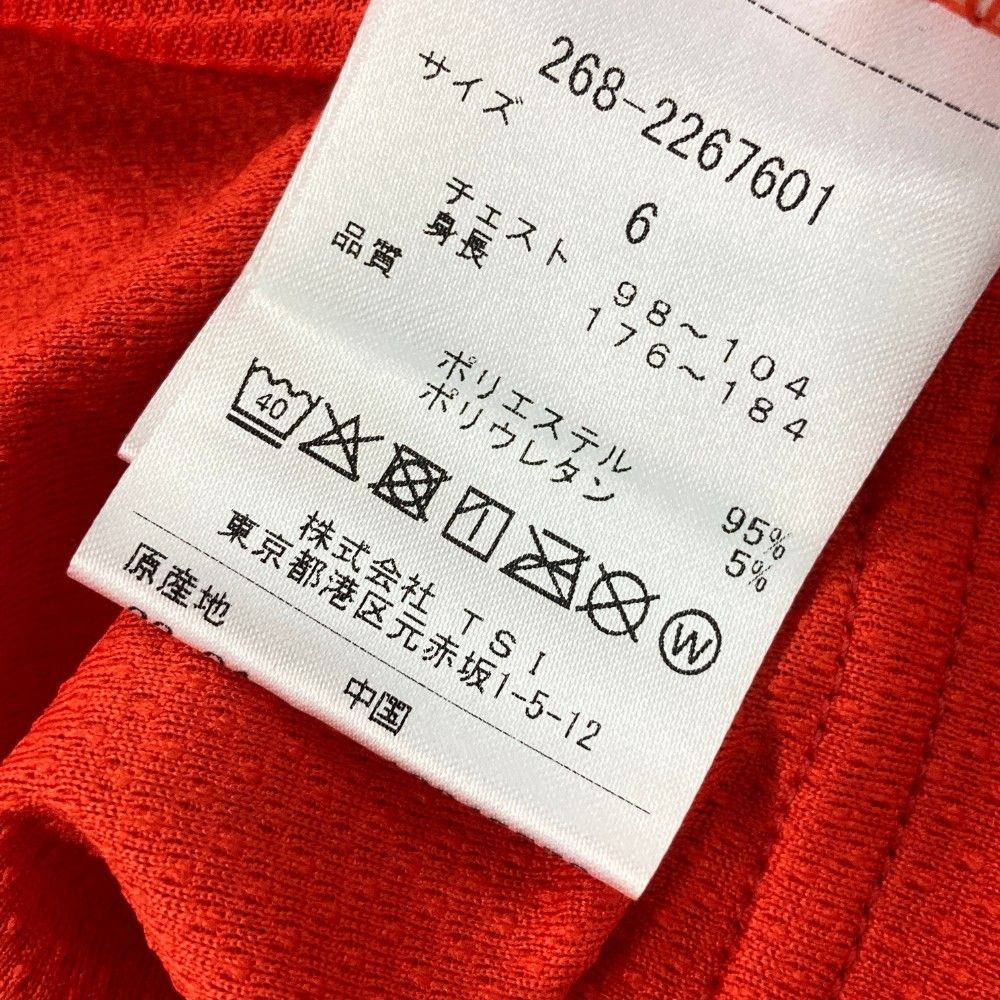 268-2267601
サイズ 6
チェスト 98～104
身長 176～184
品質
ポリエステル 95%
ポリウレタン 5%
40
W
株式会社 TSI
東京都港区元赤坂1-5-12
原産地 中国